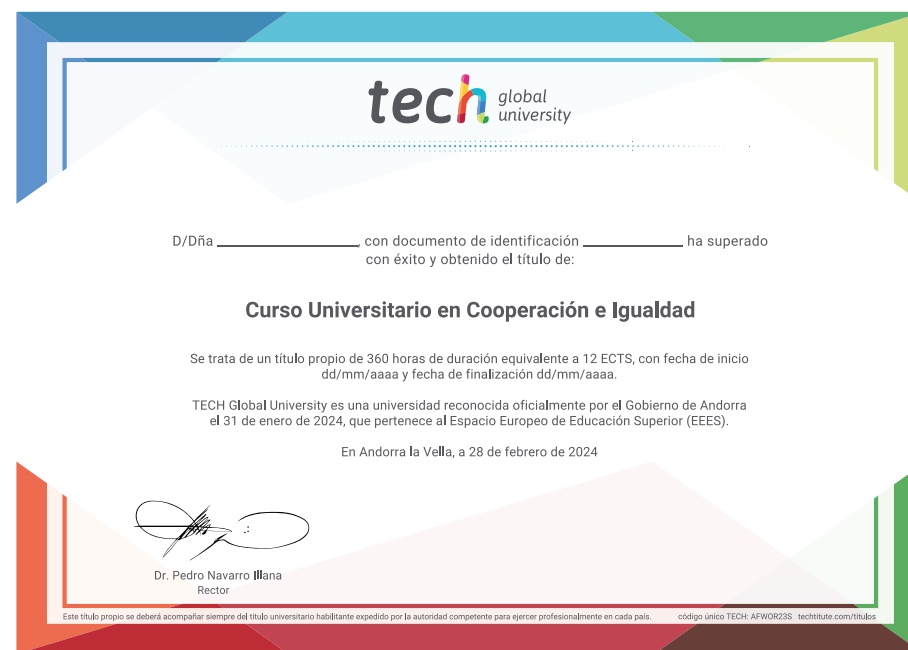 tech global university
D/Dña ____________________, con documento de identificación ______________ ha superado
con éxito y obtenido el título de:
Curso Universitario en Cooperación e Igualdad
Se trata de un título propio de 360 horas de duración equivalente a 12 ECTS, con fecha de inicio
dd/mm/aaaa y fecha de finalización dd/mm/aaaa.
TECH Global University es una universidad reconocida oficialmente por el Gobierno de Andorra
el 31 de enero de 2024, que pertenece al Espacio Europeo de Educación Superior (EEES).
En Andorra la Vella, a 28 de febrero de 2024
Dr. Pedro Navarro Illana
Rector
Este título propio se deberá acompañar siempre del título universitario habilitante expedido por la autoridad competente para ejercer profesionalmente en cada país. código único TECH: AFWOR23S techtitute.com/titulos